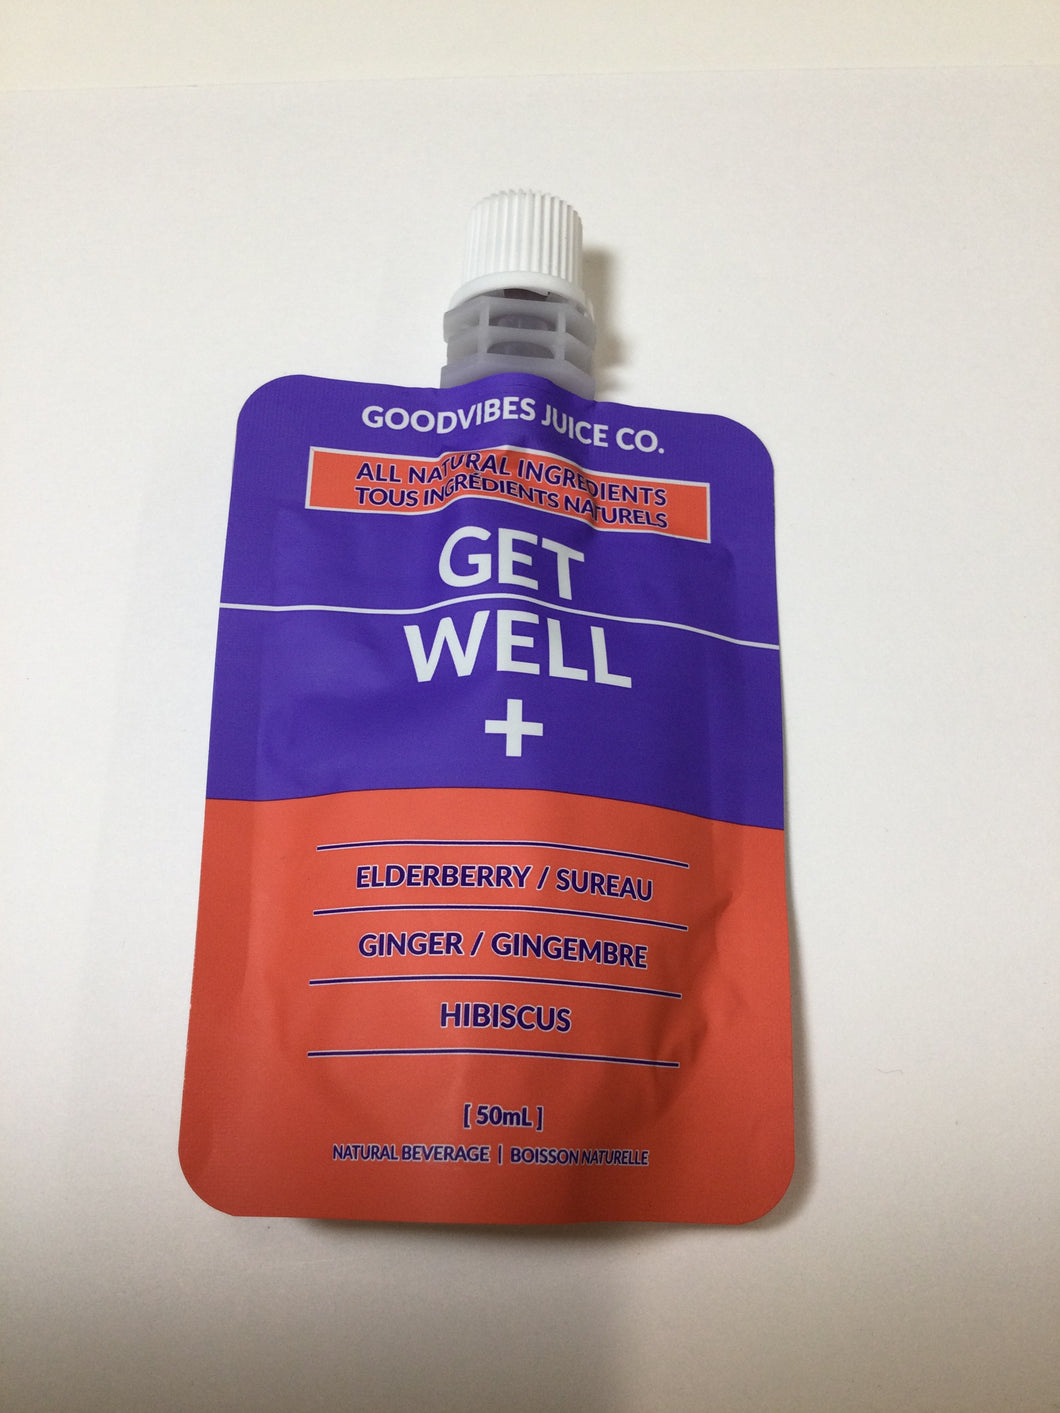 GOODVIBES JUICE CO.
ALL NATURAL INGREDIENTS
TOUS INGRÉDIENTS NATURELS
GET
WELL
+
ELDERBERRY / SUREAU
GINGER / GINGEMBRE
HIBISCUS
[ 50mL ]
NATURAL BEVERAGE | BOISSON NATURELLE